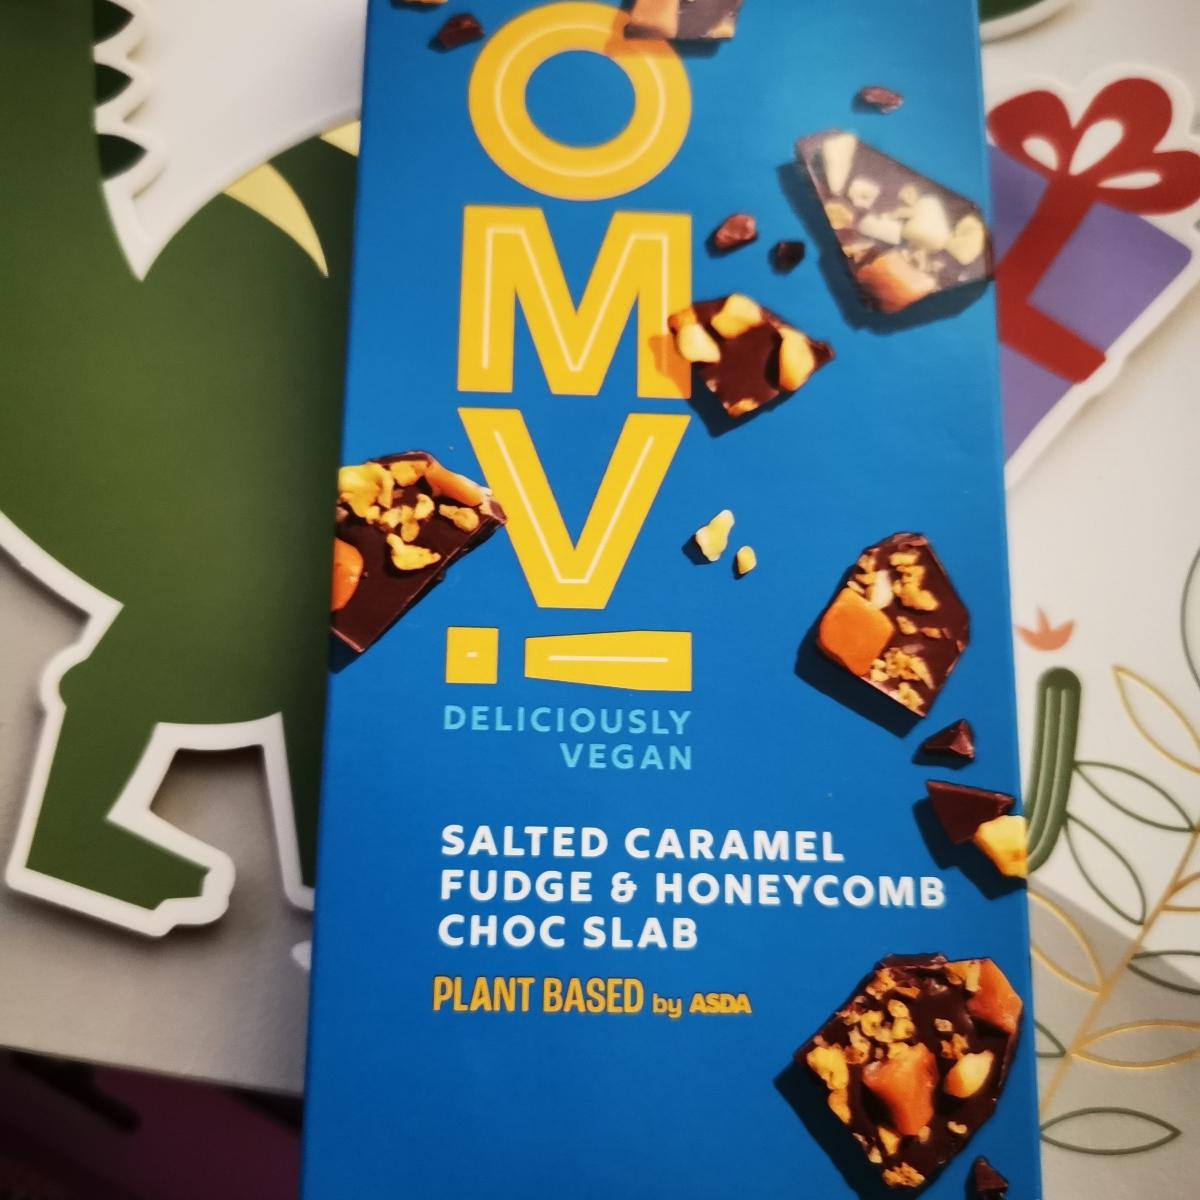 OMV!
DELICIOUSLY
VEGAN
SALTED CARAMEL
FUDGE & HONEYCOMB
CHOC SLAB
PLANT BASED by ASDA